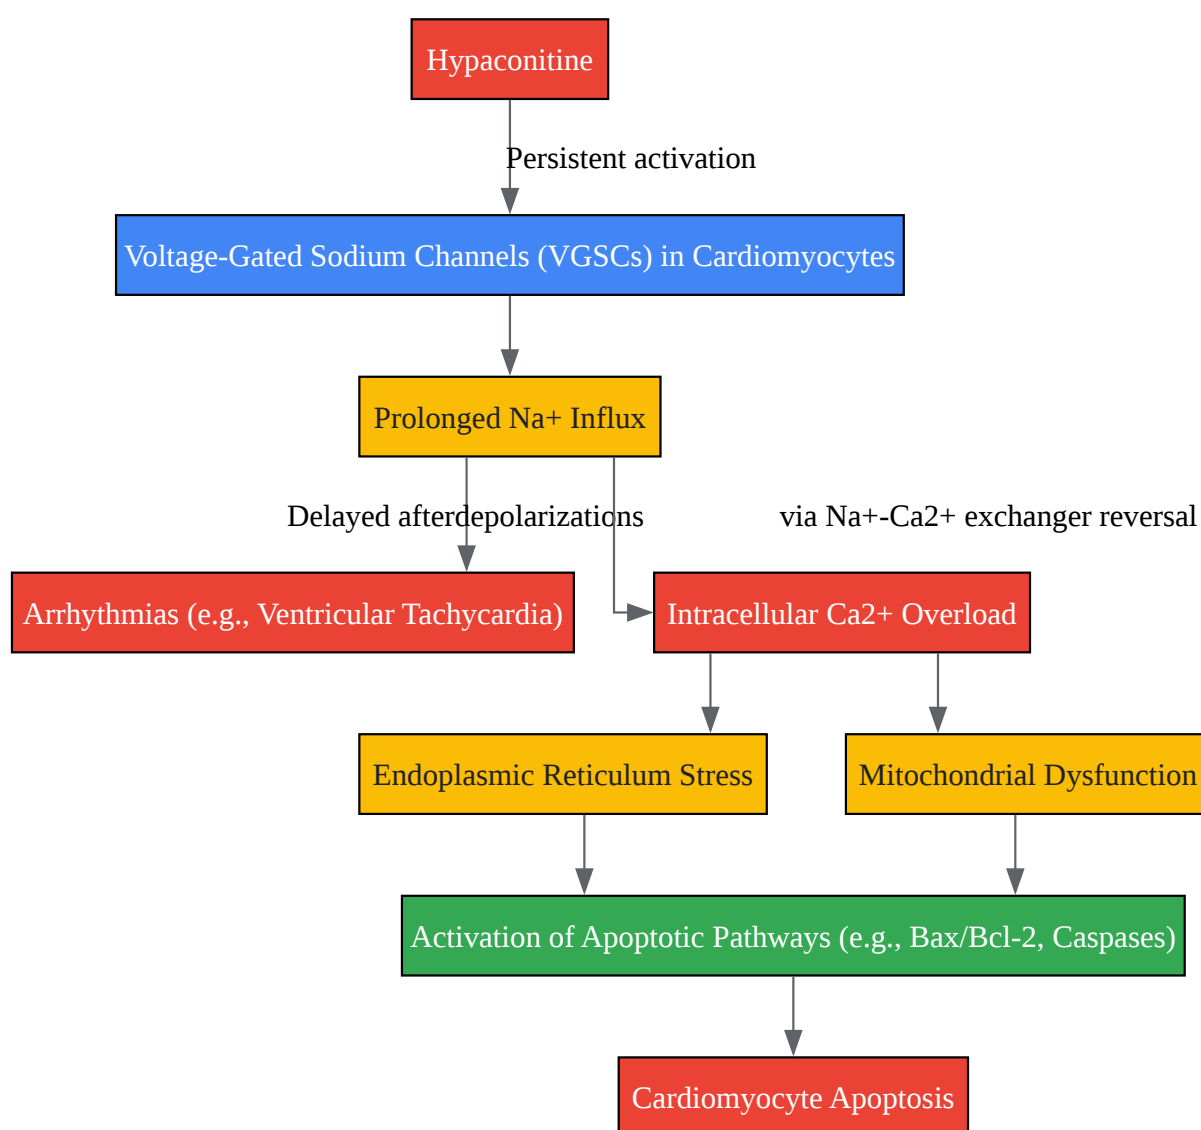 Hypaconitine
Persistent activation
Voltage-Gated Sodium Channels (VGSCs) in Cardiomyocytes
Prolonged Na+ Influx
Delayed afterdepolarizations
via Na+-Ca2+ exchanger reversal
Arrhythmias (e.g., Ventricular Tachycardia)
Intracellular Ca2+ Overload
Endoplasmic Reticulum Stress
Mitochondrial Dysfunction
Activation of Apoptotic Pathways (e.g., Bax/Bcl-2, Caspases)
Cardiomyocyte Apoptosis